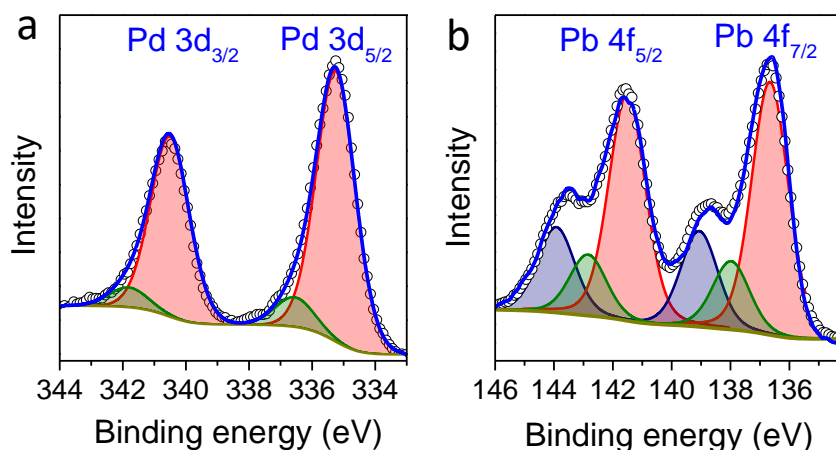 a
Pd 3d3/2 Pd 3d5/2
Intensity
344 342 340 338 336 334
Binding energy (eV)
b
Pb 4f5/2 Pb 4f7/2
Intensity
146 144 142 140 138 136
Binding energy (eV)